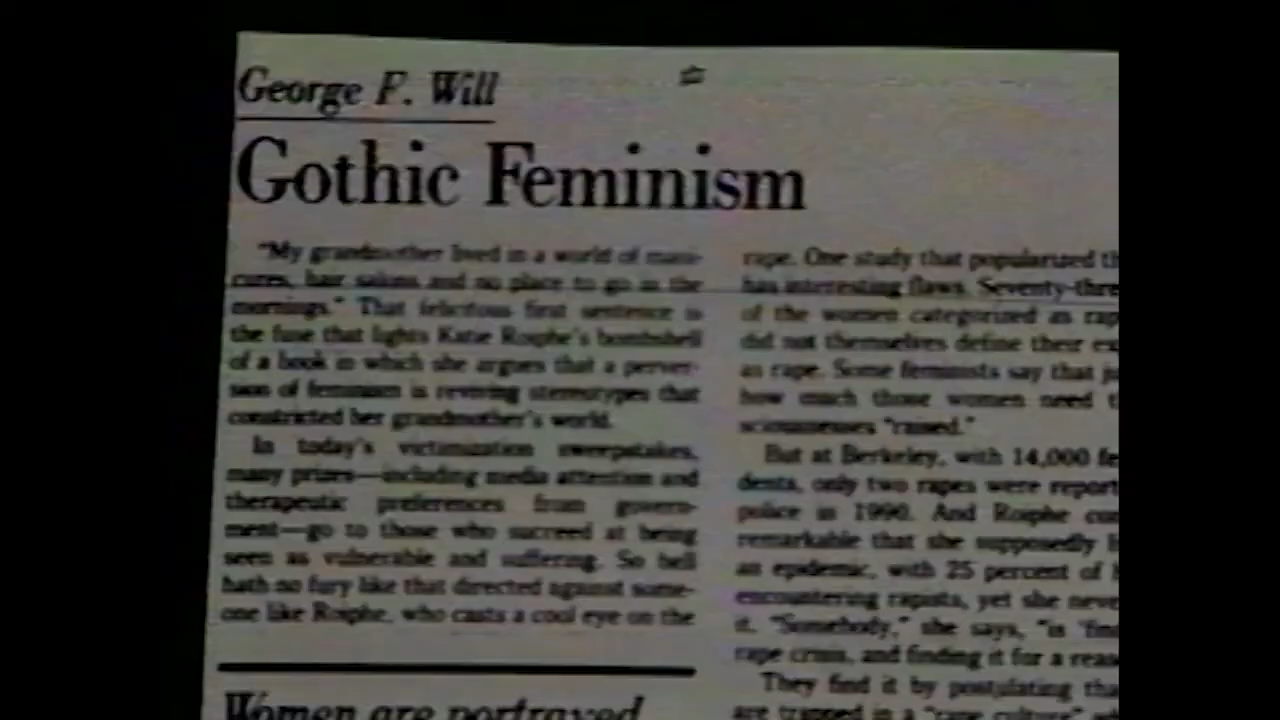 George F. Will
Gothic Feminism
"My grandmother lived in a world of mani-
cures, hair salons and no place to go in the
mornings." That felicitous first sentence is
the fuse that lights Katie Roiphe's bombshell
of a book in which she argues that a perver-
sion of feminism is reviving stereotypes that
constricted her grandmother's world.
In today's victimization sweepstakes,
many prizes—including media attention and
therapeutic preferences from govern-
ment—go to those who succeed at being
seen as vulnerable and suffering. So hell
hath no fury like that directed against some-
one like Roiphe, who casts a cool eye on the
Women are portrayed
rape. One study that popularized th
has interesting flaws. Seventy-thre
of the women categorized as rap
did not themselves define their ex
as rape. Some feminists say that ju
how much those women need t
sciousnesses "raised."
But at Berkeley, with 14,000 fe
dents, only two rapes were report
police in 1990. And Roiphe
remarkable that she supposedly li
an epidemic, with 25 percent of
encountering rapists, yet she neve
it. "Somebody," she says, "is 'find
rape crisis, and finding it for a reas
They find it by postulating tha
are trapped in a "rape culture"